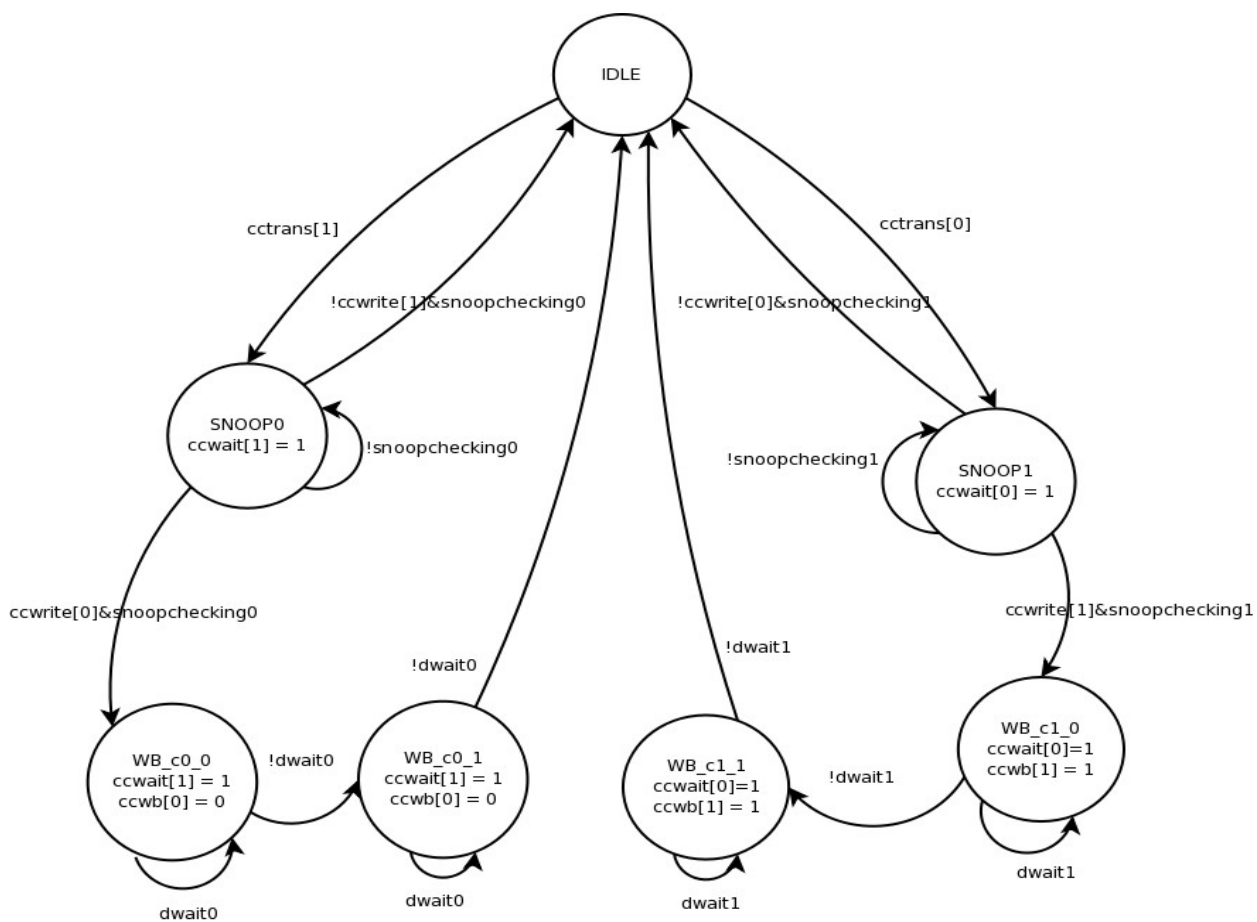 IDLE
cctrans[1]
cctrans[0]
!ccwrite[1]&snoopchecking0
!ccwrite[0]&snoopchecking1
SNOOP0
ccwait[1] = 1
!snoopchecking0
!snoopchecking1
SNOOP1
ccwait[0] = 1
ccwrite[0]&snoopchecking0
ccwrite[1]&snoopchecking1
!dwait0
!dwait1
WB_c0_0
ccwait[1] = 1
ccwb[0] = 0
!dwait0
WB_c0_1
ccwait[1] = 1
ccwb[0] = 0
WB_c1_1
ccwait[0]=1
ccwb[1] = 1
!dwait1
WB_c1_0
ccwait[0]=1
ccwb[1] = 1
dwait0
dwait0
dwait1
dwait1